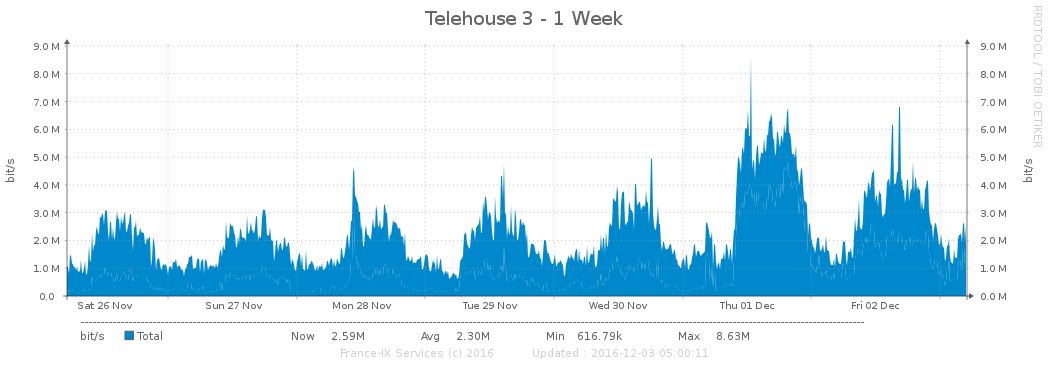 Telehouse 3 - 1 Week
RRDTOOL / TOBI OETIKER
bit/s
9.0 M 9.0 M
8.0 M 8.0 M
7.0 M 7.0 M
6.0 M 6.0 M
5.0 M 5.0 M
4.0 M 4.0 M
3.0 M 3.0 M
2.0 M 2.0 M
1.0 M 1.0 M
0.0 0.0 M
bit/s
Sat 26 Nov Sun 27 Nov Mon 28 Nov Tue 29 Nov Wed 30 Nov Thu 01 Dec Fri 02 Dec
bit/s Total Now 2.59M Avg 2.30M Min 616.79k Max 8.63M
France-IX Services (c) 2016 Updated : 2016-12-03 05:00:11